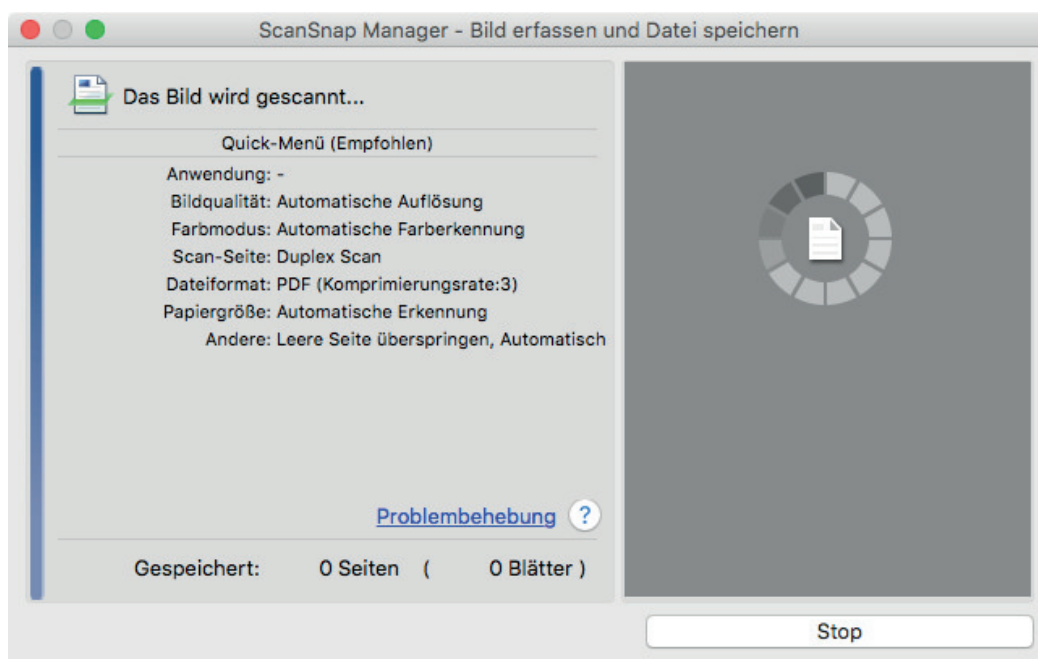 ScanSnap Manager - Bild erfassen und Datei speichern
Das Bild wird gescannt...
Quick-Menü (Empfohlen)
Anwendung: -
Bildqualität: Automatische Auflösung
Farbmodus: Automatische Farberkennung
Scan-Seite: Duplex Scan
Dateiformat: PDF (Komprimierungsrate:3)
Papiergröße: Automatische Erkennung
Andere: Leere Seite überspringen, Automatisch
Problembehebung ?
Gespeichert: 0 Seiten ( 0 Blätter )
Stop